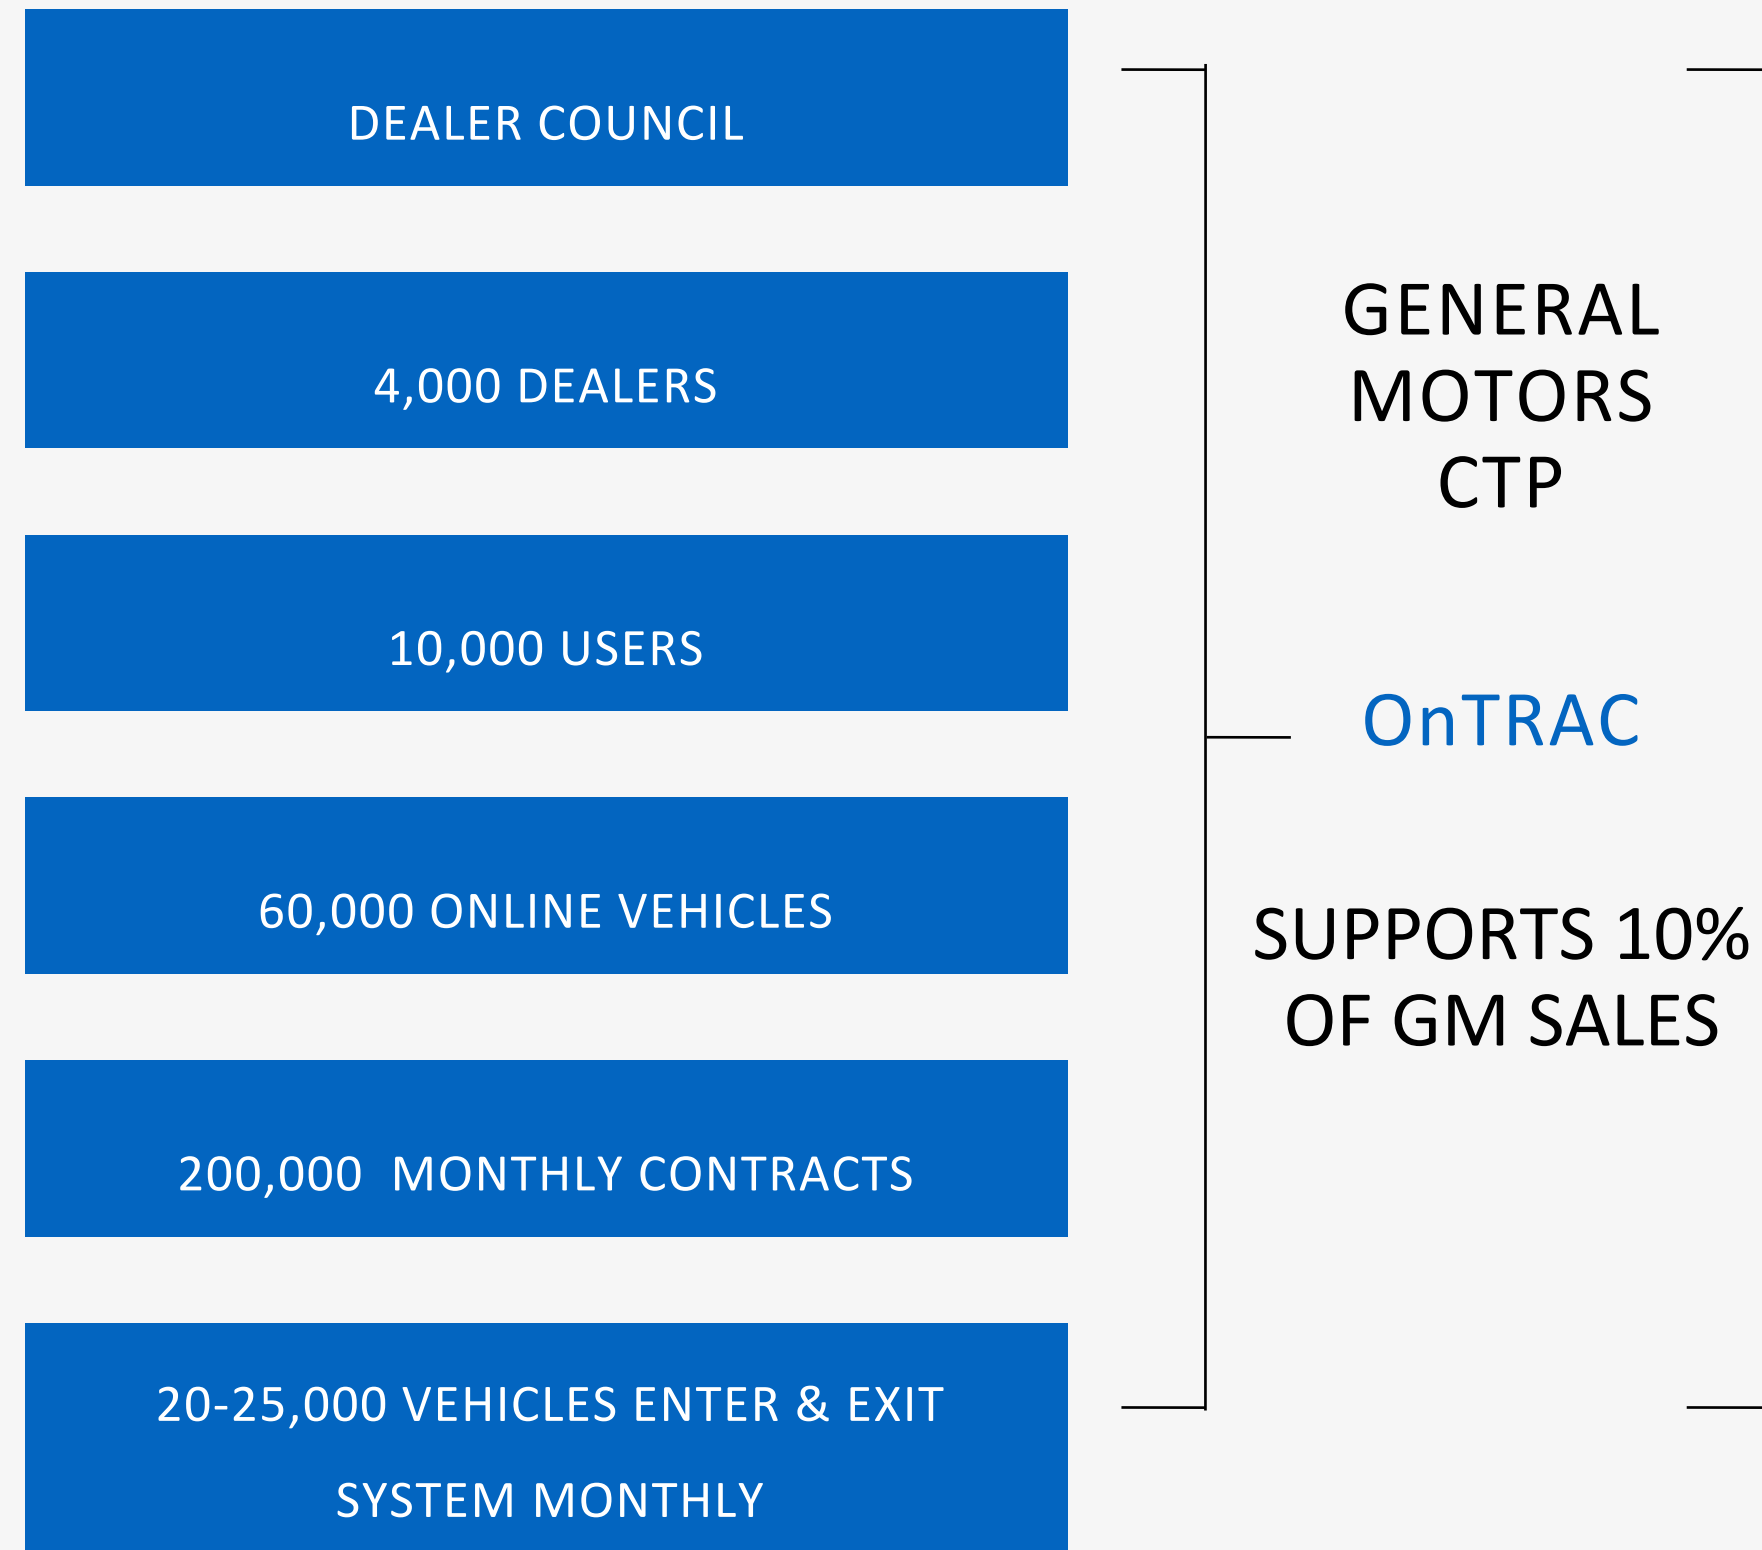 DEALER COUNCIL
4,000 DEALERS
10,000 USERS
60,000 ONLINE VEHICLES
200,000  MONTHLY CONTRACTS
20-25,000 VEHICLES ENTER & EXIT
SYSTEM MONTHLY
GENERAL
MOTORS
CTP
OnTRAC
SUPPORTS 10%
OF GM SALES